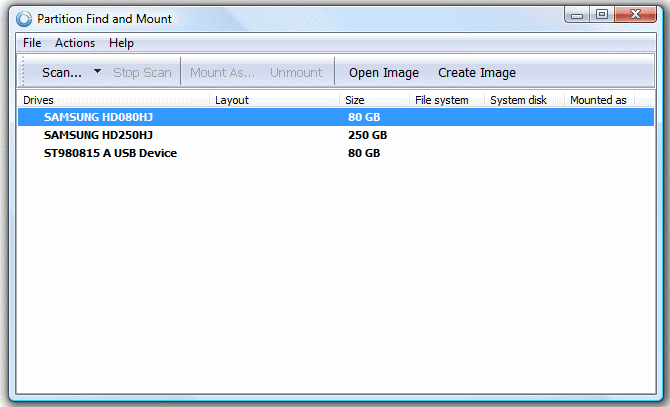 Partition Find and Mount
File Actions Help
Scan... Stop Scan Mount As... Unmount Open Image Create Image
Drives Layout Size File system System disk Mounted as
SAMSUNG HD080HJ 80 GB
SAMSUNG HD250HJ 250 GB
ST980815 A USB Device 80 GB